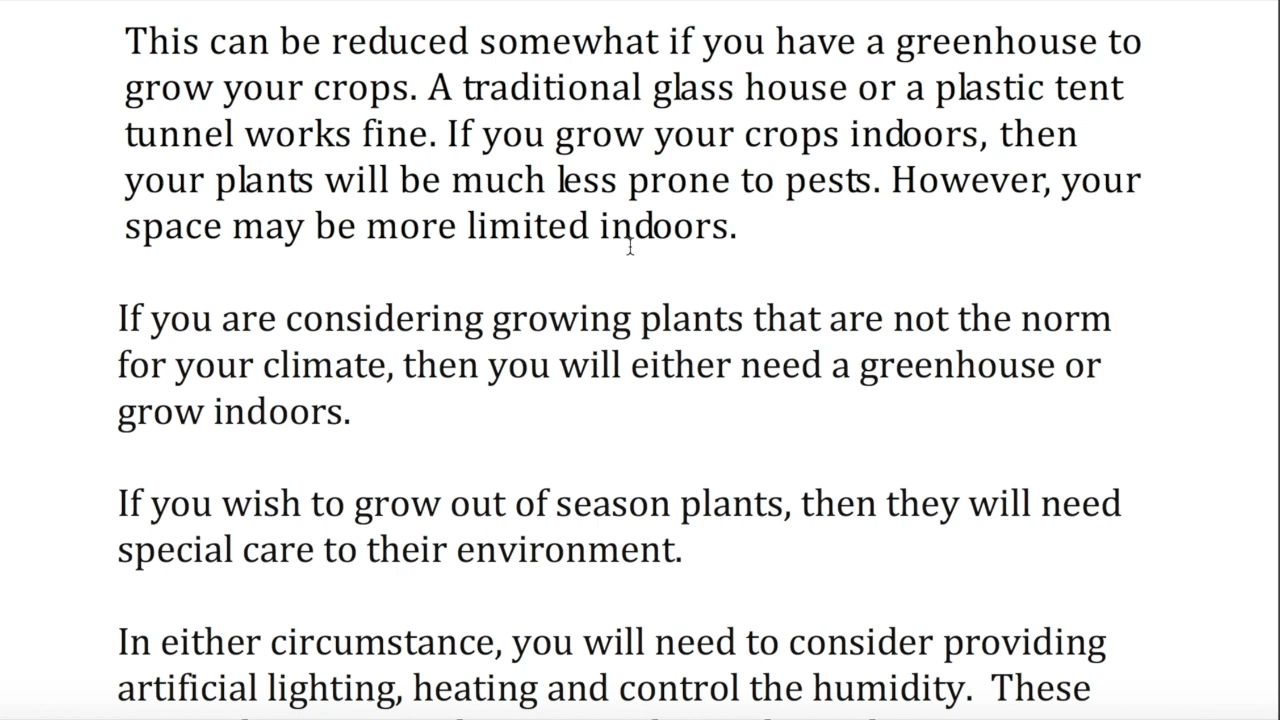 This can be reduced somewhat if you have a greenhouse to
grow your crops. A traditional glass house or a plastic tent
tunnel works fine. If you grow your crops indoors, then
your plants will be much less prone to pests. However, your
space may be more limited indoors.
If you are considering growing plants that are not the norm
for your climate, then you will either need a greenhouse or
grow indoors.
If you wish to grow out of season plants, then they will need
special care to their environment.
In either circumstance, you will need to consider providing
artificial lighting, heating and control the humidity.  These